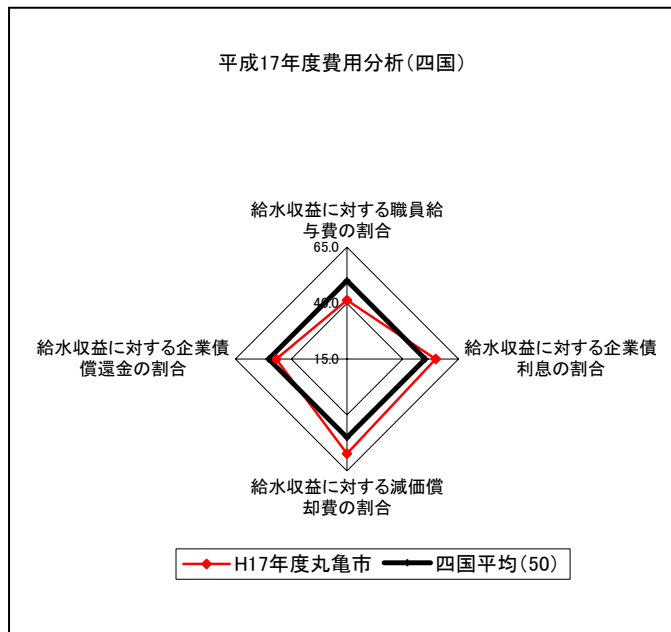 平成17年度費用分析(四国)
給水収益に対する職員給
与費の割合
65.0
40.0
給水収益に対する企業債
償還金の割合
15.0
給水収益に対する企業債
利息の割合
給水収益に対する減価償
却費の割合
H17年度丸亀市
四国平均(50)